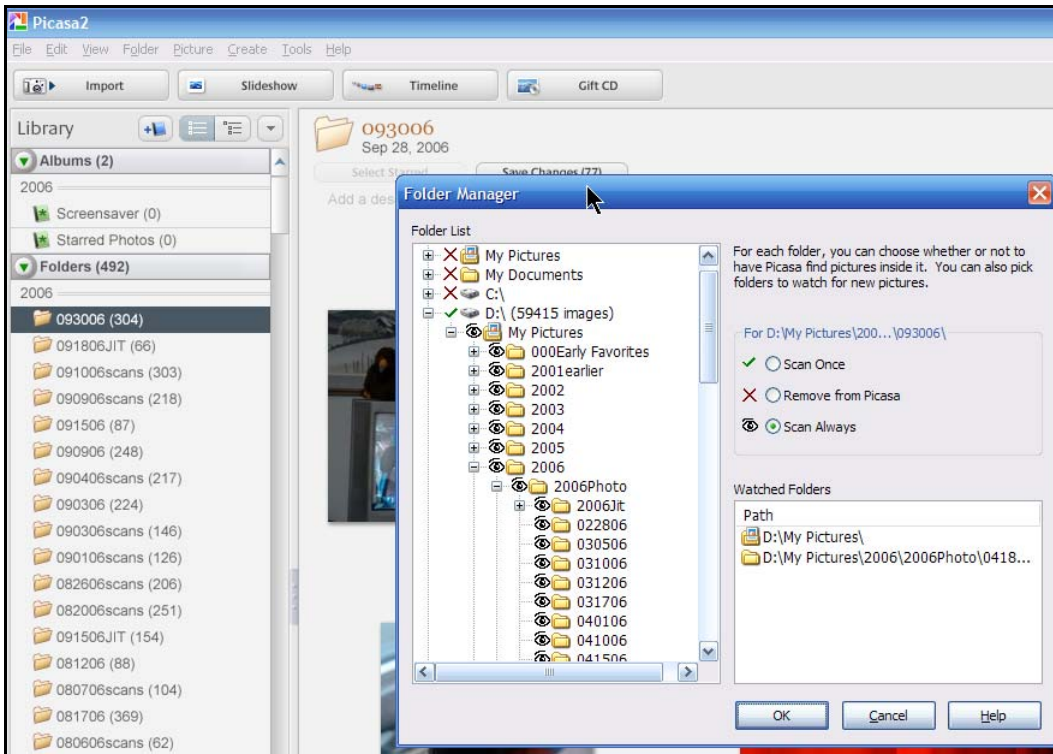 Picasa2
File Edit View Folder Picture Create Tools Help
Import Slideshow Timeline Gift CD
Library
Albums (2)
2006
Screensaver (0)
Starred Photos (0)
Folders (492)
2006
093006 (304)
091806JIT (66)
091006scans (303)
090906scans (218)
091506 (87)
090906 (248)
090406scans (217)
090306 (224)
090306scans (146)
090106scans (126)
082606scans (206)
082006scans (251)
091506JIT (154)
081206 (88)
080706scans (104)
081706 (369)
080606scans (62)
093006
Sep 28, 2006
Select Starred Save Changes (77)
Add a des
Folder Manager
Folder List
My Pictures
My Documents
C:\
D:\ (59415 images)
My Pictures
000Early Favorites
2001earlier
2002
2003
2004
2005
2006
2006Photo
2006Jit
022806
030506
031006
031206
031706
040106
041006
041506
For each folder, you can choose whether or not to
have Picasa find pictures inside it. You can also pick
folders to watch for new pictures.
For D:\My Pictures\200...\093006\
Scan Once
Remove from Picasa
Scan Always
Watched Folders
Path
D:\My Pictures\
D:\My Pictures\2006\2006Photo\0418...
OK Cancel Help